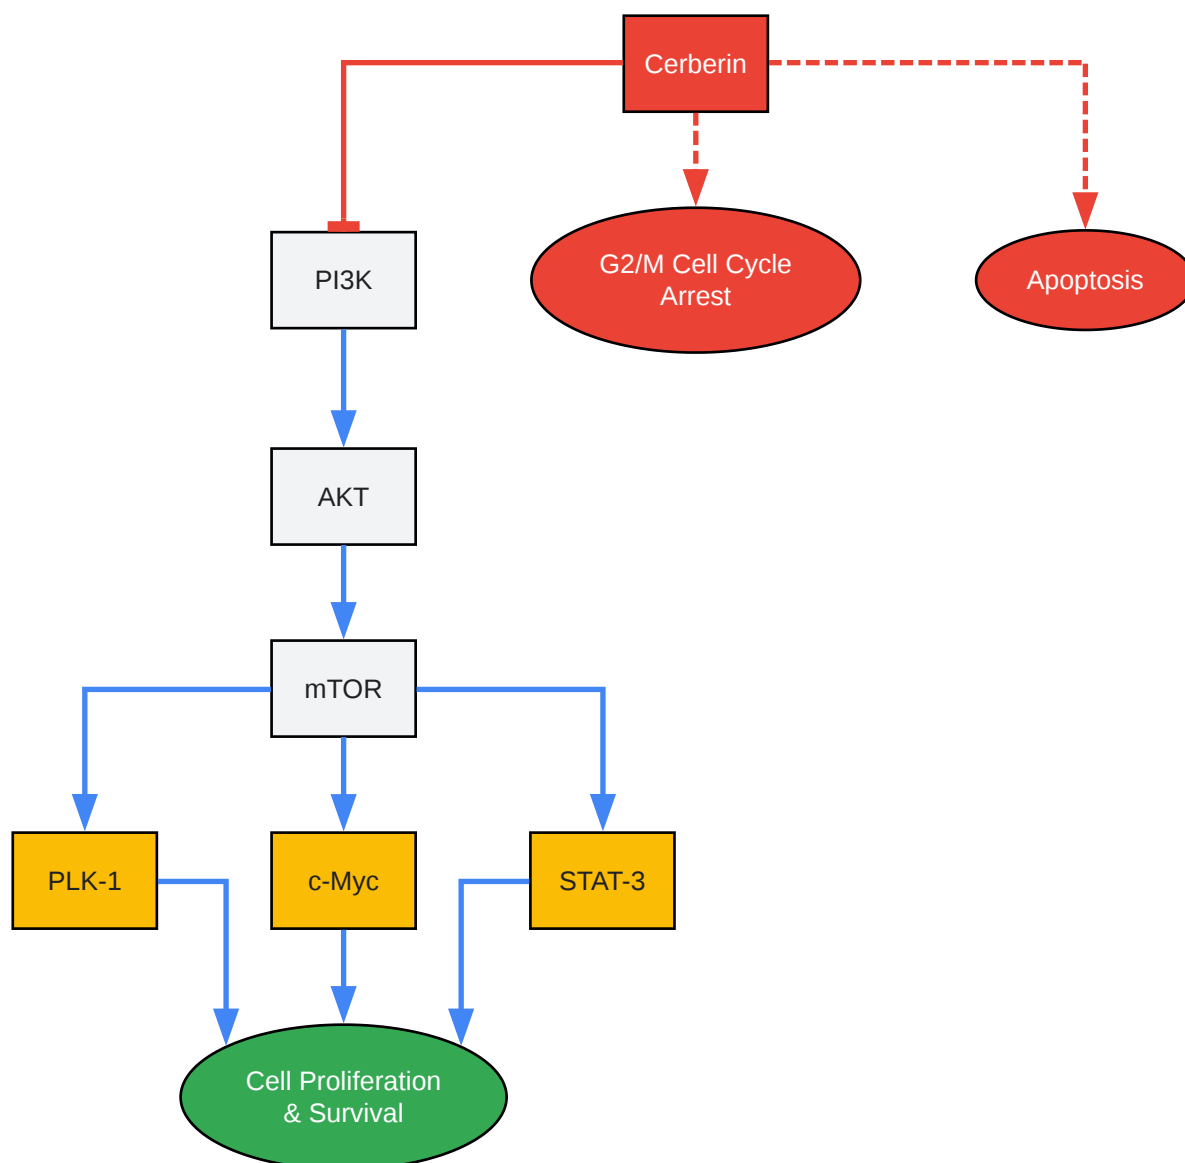 Cerberin
PI3K
G2/M Cell Cycle
Arrest
Apoptosis
AKT
mTOR
PLK-1
c-Myc
STAT-3
Cell Proliferation
& Survival